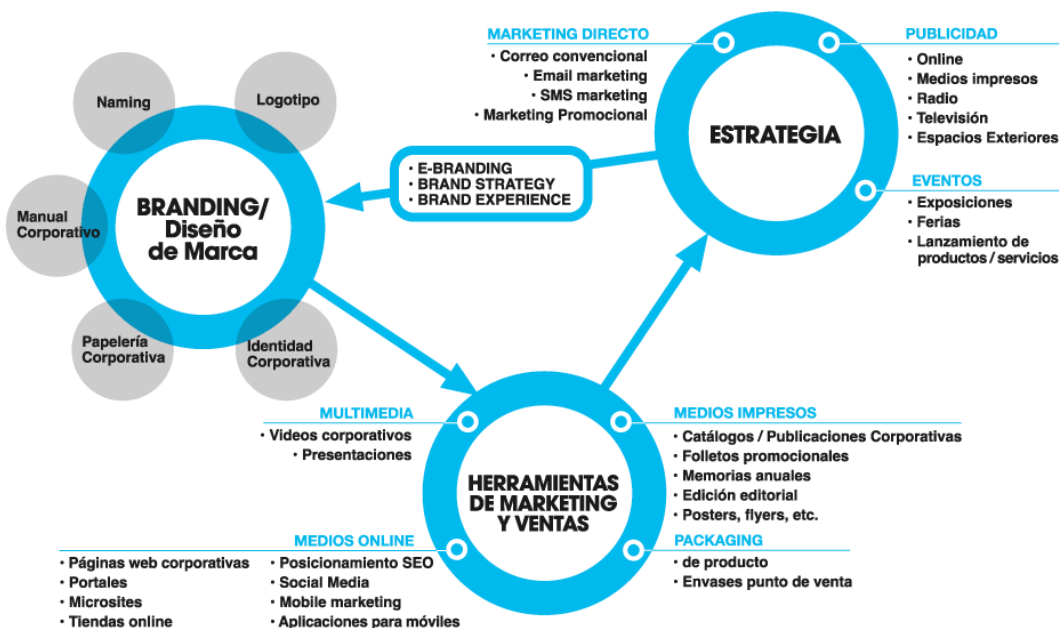 Naming
Logotipo
Manual
Corporativo
BRANDING/
Diseño
de Marca
Papelería
Corporativa
Identidad
Corporativa
· E-BRANDING
· BRAND STRATEGY
· BRAND EXPERIENCE
MARKETING DIRECTO
· Correo convencional
· Email marketing
· SMS marketing
· Marketing Promocional
ESTRATEGIA
PUBLICIDAD
· Online
· Medios impresos
· Radio
· Televisión
· Espacios Exteriores
EVENTOS
· Exposiciones
· Ferias
· Lanzamiento de
productos / servicios
MULTIMEDIA
· Videos corporativos
· Presentaciones
HERRAMIENTAS
DE MARKETING
Y VENTAS
MEDIOS IMPRESOS
· Catálogos / Publicaciones Corporativas
· Folletos promocionales
· Memorias anuales
· Edición editorial
· Posters, flyers, etc.
MEDIOS ONLINE
· Páginas web corporativas
· Portales
· Microsites
· Tiendas online
· Posicionamiento SEO
· Social Media
· Mobile marketing
· Aplicaciones para móviles
PACKAGING
· de producto
· Envases punto de venta